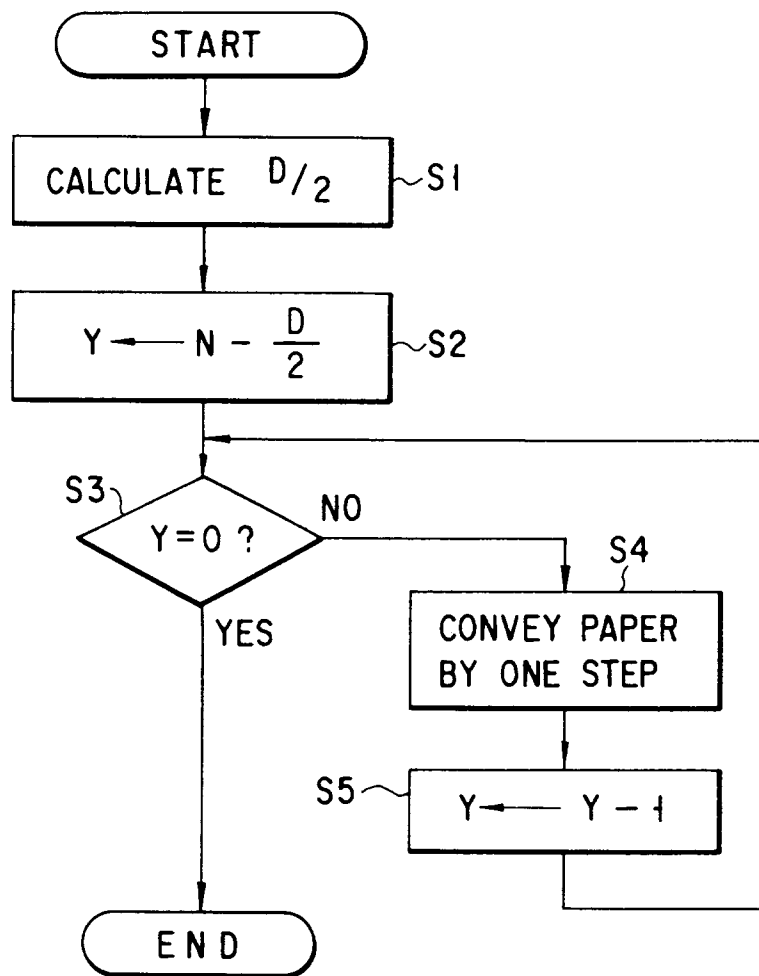 START
CALCULATE D/2
S1
Y ← N - D/2
S2
S3
Y=0 ?
NO
YES
S4
CONVEY PAPER
BY ONE STEP
S5
Y ← Y-1
END